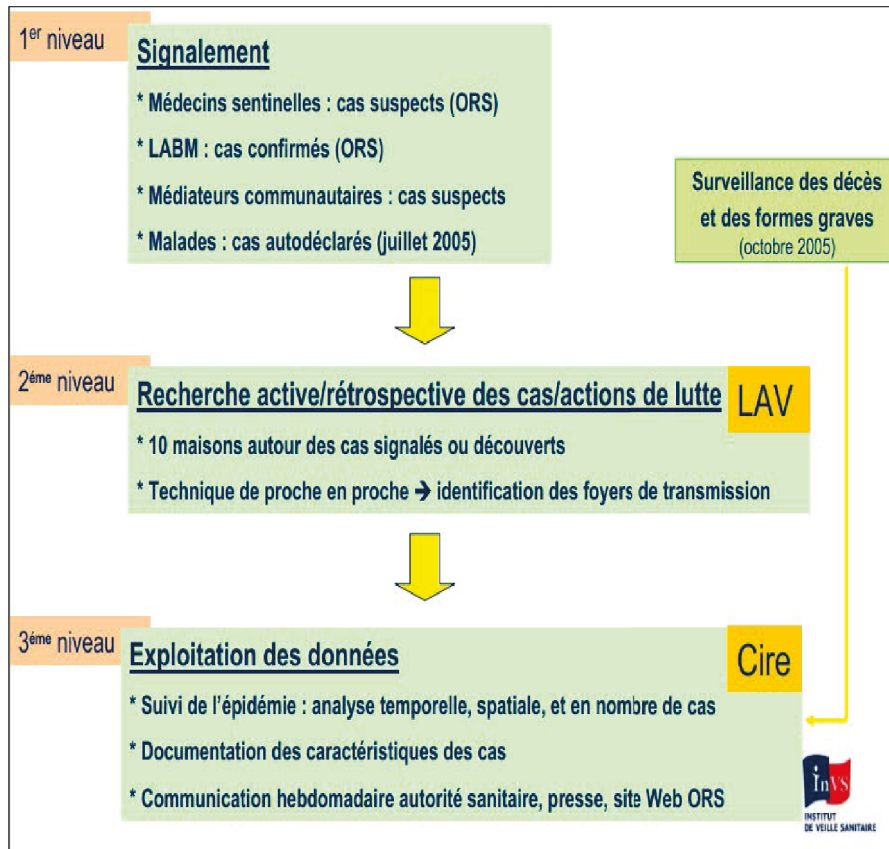 1er niveau
Signalement
* Médecins sentinelles : cas suspects (ORS)
* LABM : cas confirmés (ORS)
* Médiateurs communautaires : cas suspects
* Malades : cas autodéclarés (juillet 2005)
Surveillance des décès
et des formes graves
(octobre 2005)
2éme niveau
Recherche active/rétrospective des cas/actions de lutte
LAV
* 10 maisons autour des cas signalés ou découverts
* Technique de proche en proche ➔ identification des foyers de transmission
3éme niveau
Exploitation des données
Cire
* Suivi de l'épidémie : analyse temporelle, spatiale, et en nombre de cas
* Documentation des caractéristiques des cas
* Communication hebdomadaire autorité sanitaire, presse, site Web ORS
InVS
INSTITUT
DE VEILLE SANITAIRE